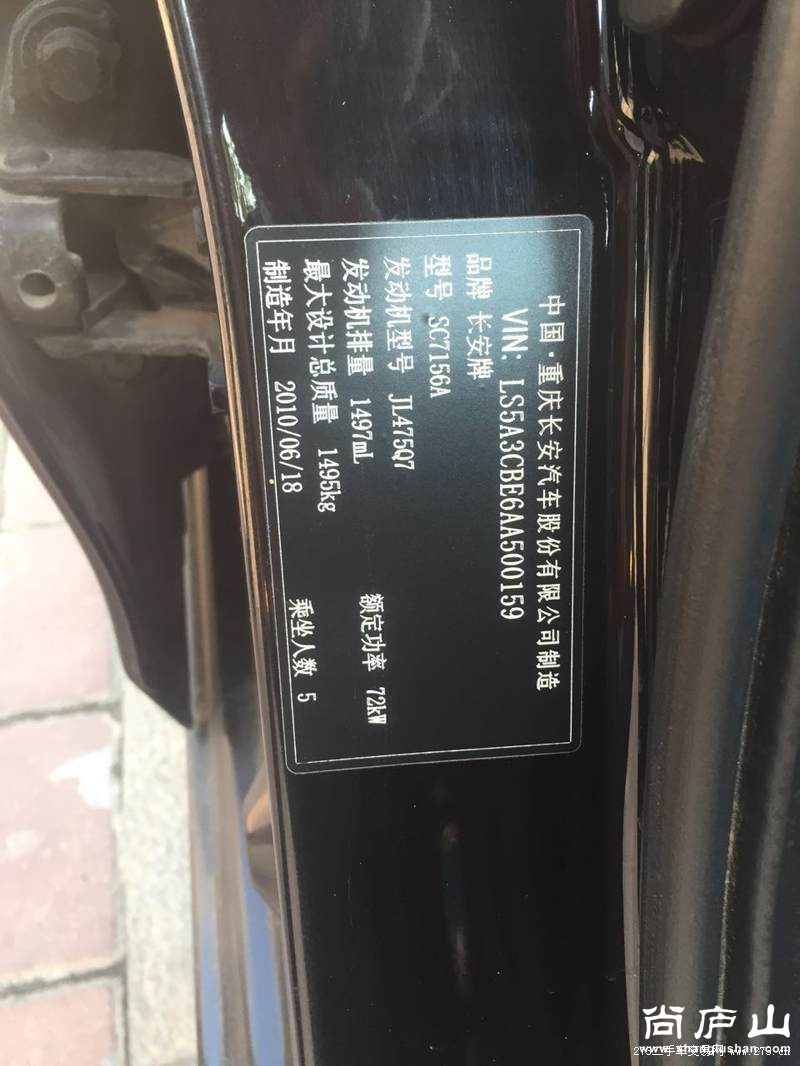 中国·重庆长安汽车股份有限公司制造
VIN: LS5A3CBE6AA500159
品牌 长安牌
型号 SC7156A
发动机型号 JL475Q7 额定功率 72kW
发动机排量 1497mL
最大设计总质量 1495kg 乘坐人数 5
制造年月 2010/06/18
尚庐山